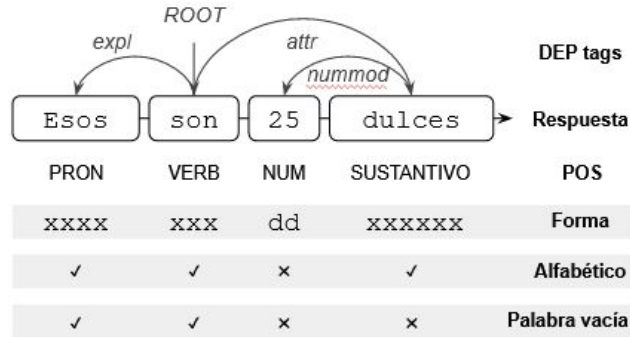 ROOT
expl attr DEP tags
nummod
Esos son 25 dulces Respuesta
PRON VERB NUM SUSTANTIVO POS
xxxx xxx dd xxxxxx Forma
✓ ✓ × ✓ Alfabético
✓ ✓ × × Palabra vacía